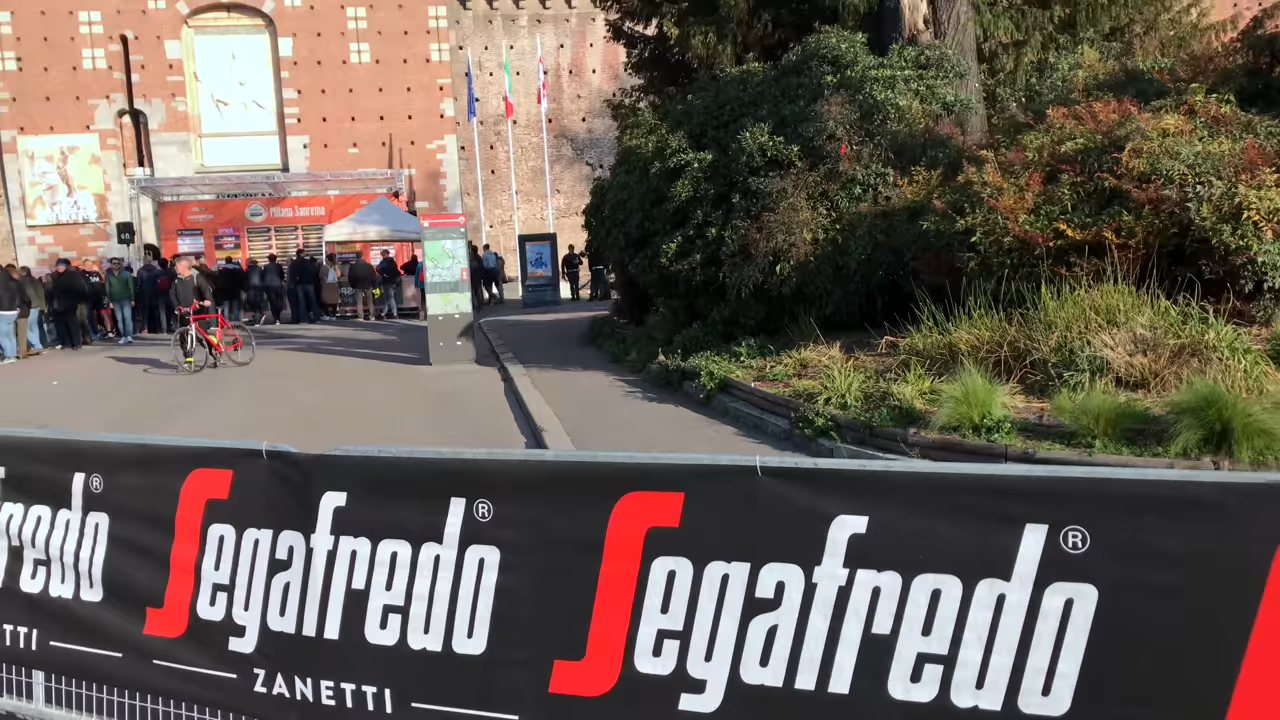 Milano Sanremo
fredo®
Segafredo®
Segafredo®
TTI
ZANETTI